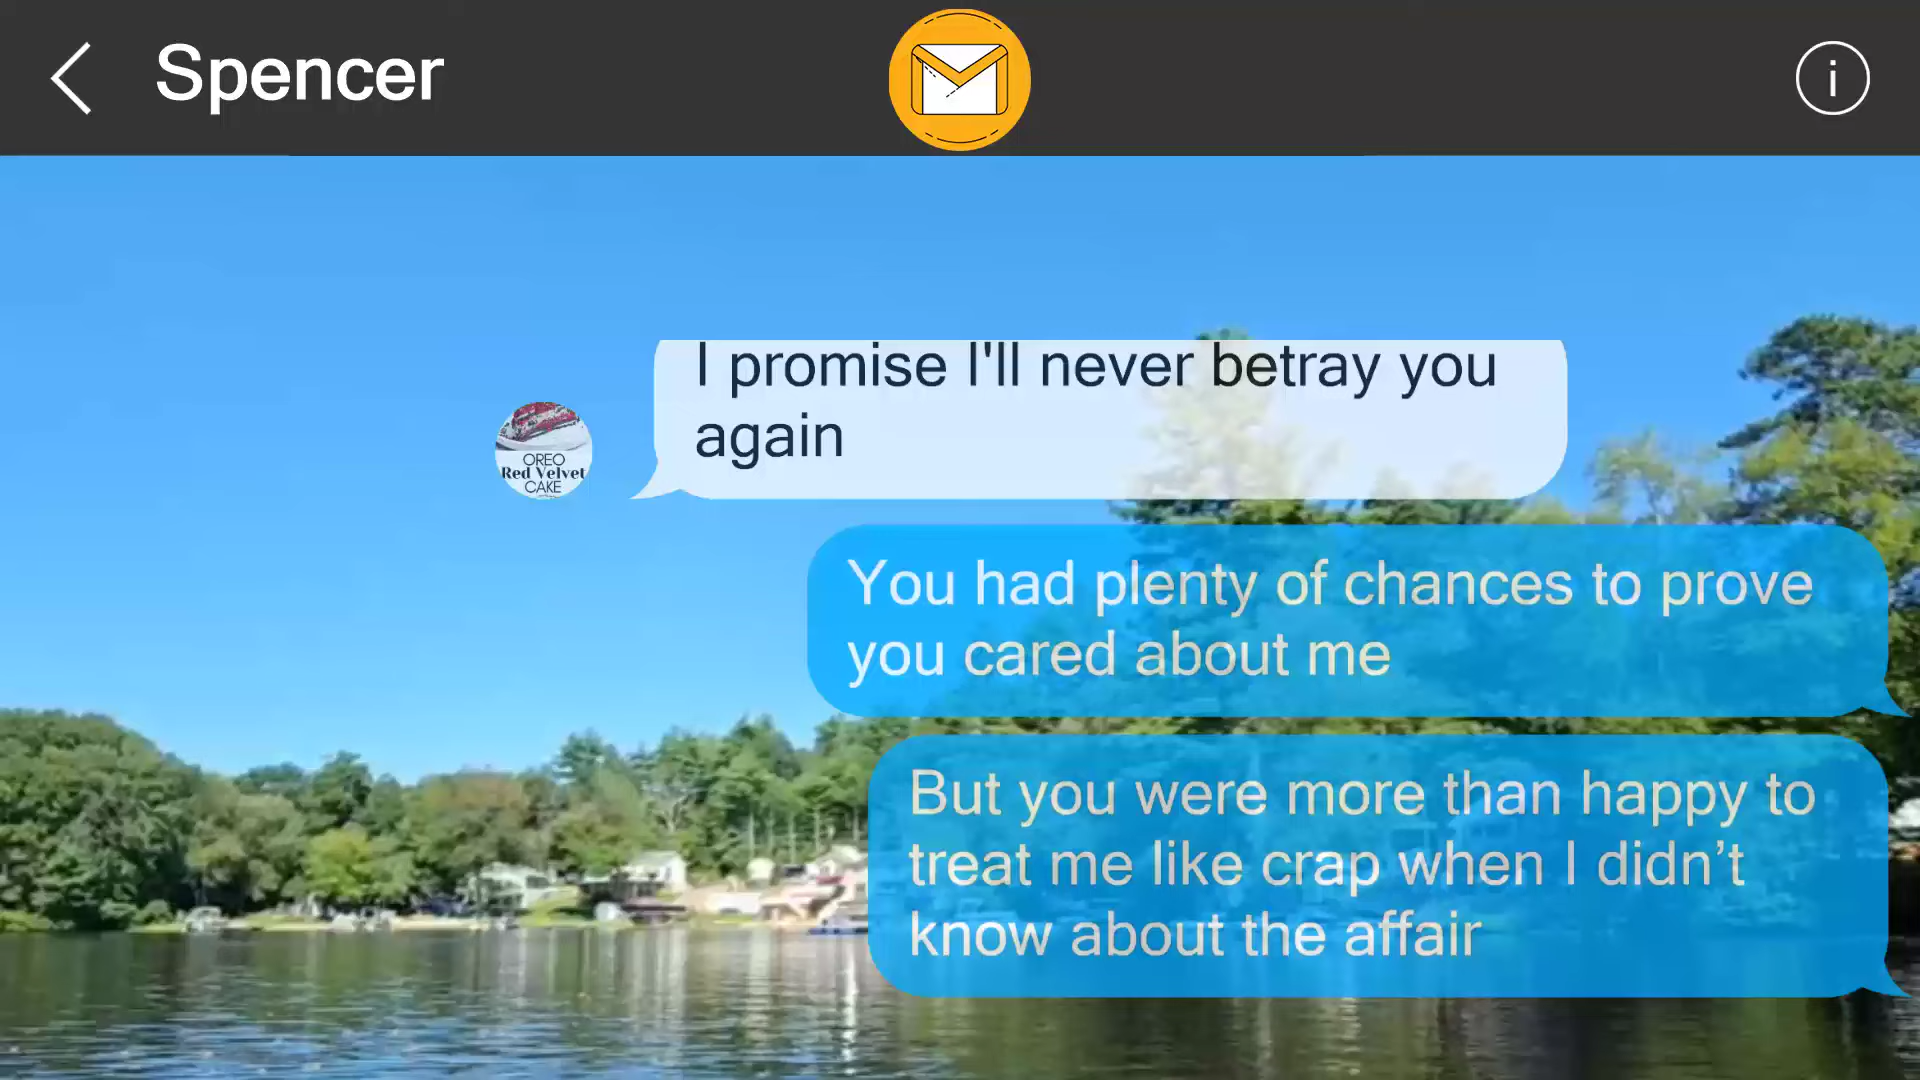 Spencer
I promise I'll never betray you
again
OREO
Red Velvet
CAKE
You had plenty of chances to prove
you cared about me
But you were more than happy to
treat me like crap when I didn’t
know about the affair